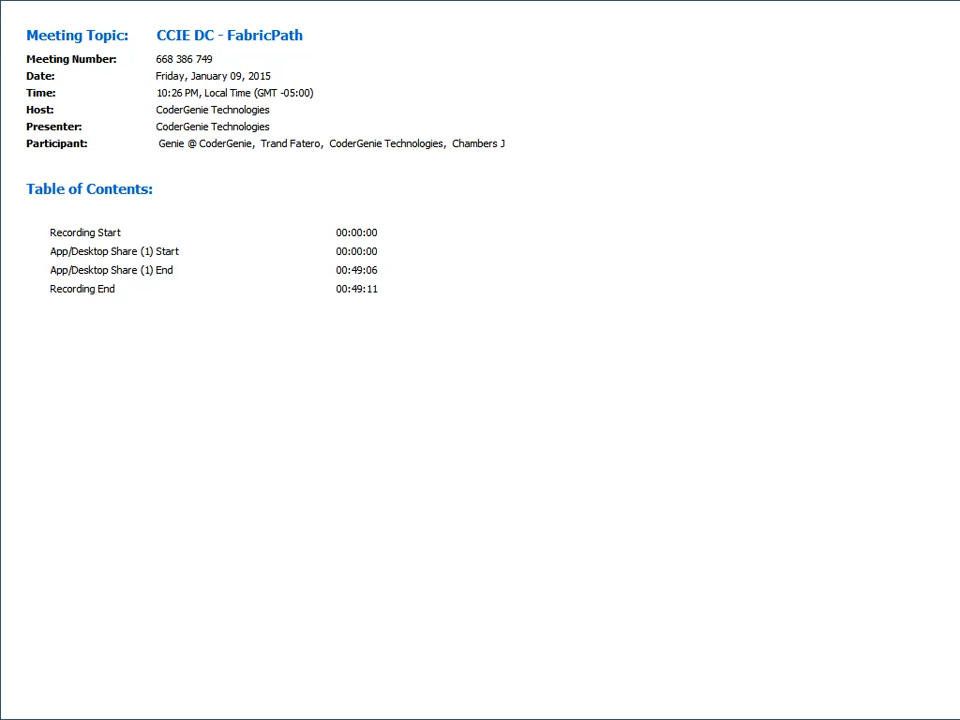 Meeting Topic: CCIE DC - FabricPath
Meeting Number: 668 386 749
Date: Friday, January 09, 2015
Time: 10:26 PM, Local Time (GMT -05:00)
Host: CoderGenie Technologies
Presenter: CoderGenie Technologies
Participant: Genie @ CoderGenie, Trand Fatero, CoderGenie Technologies, Chambers J
Table of Contents:
Recording Start 00:00:00
App/Desktop Share (1) Start 00:00:00
App/Desktop Share (1) End 00:49:06
Recording End 00:49:11